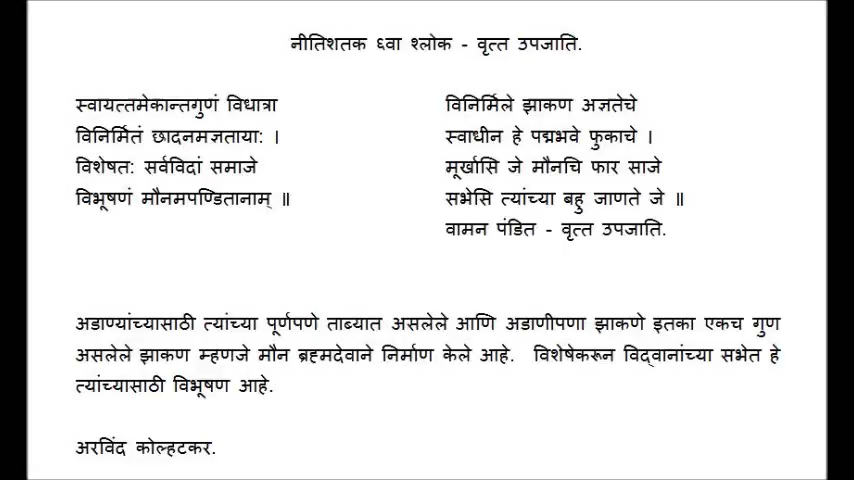 नीतिशतक ६वा श्लोक - वृत्त उपजाति.
स्वायत्तमेकान्तगुणं विधात्रा
विनिर्मितं छादनमज्ञताया: ।
विशेषत: सर्वविदां समाजे
विभूषणं मौनमपण्डितानाम् ॥
विनिर्मिले झाकण अज्ञतेचे
स्वाधीन हे पद्मभवे फुकाचे ।
मूर्खासि जे मौनचि फार साजे
सभेसि त्यांच्या बहु जाणते जे ॥
वामन पंडित - वृत्त उपजाति.
अडाण्यांच्यासाठी त्यांच्या पूर्णपणे ताब्यात असलेले आणि अडाणीपणा झाकणे इतका एकच गुण
असलेले झाकण म्हणजे मौन ब्रह्मदेवाने निर्माण केले आहे. विशेषेकरून विद्वानांच्या सभेत हे
त्यांच्यासाठी विभूषण आहे.
अरविंद कोल्हटकर.